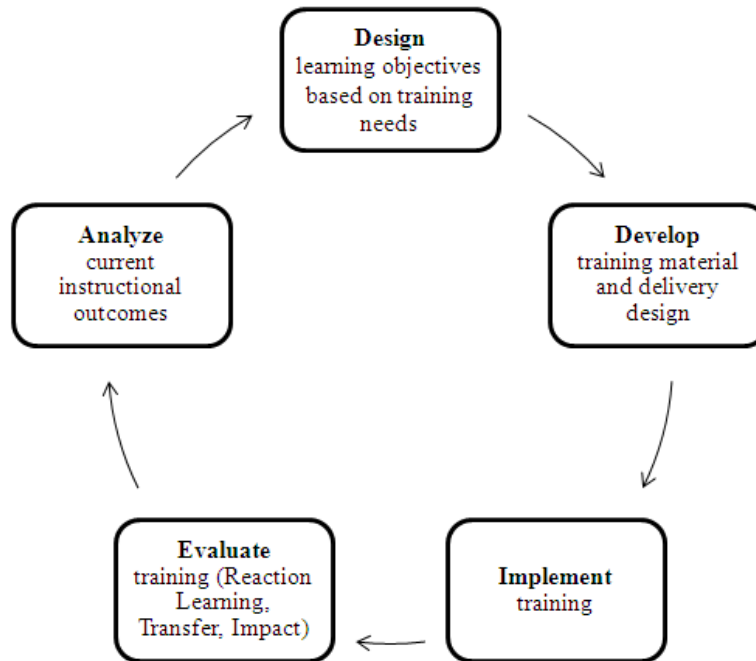 Design
learning objectives
based on training
needs
Develop
training material
and delivery
design
Implement
training
Evaluate
training (Reaction
Learning,
Transfer, Impact)
Analyze
current
instructional
outcomes